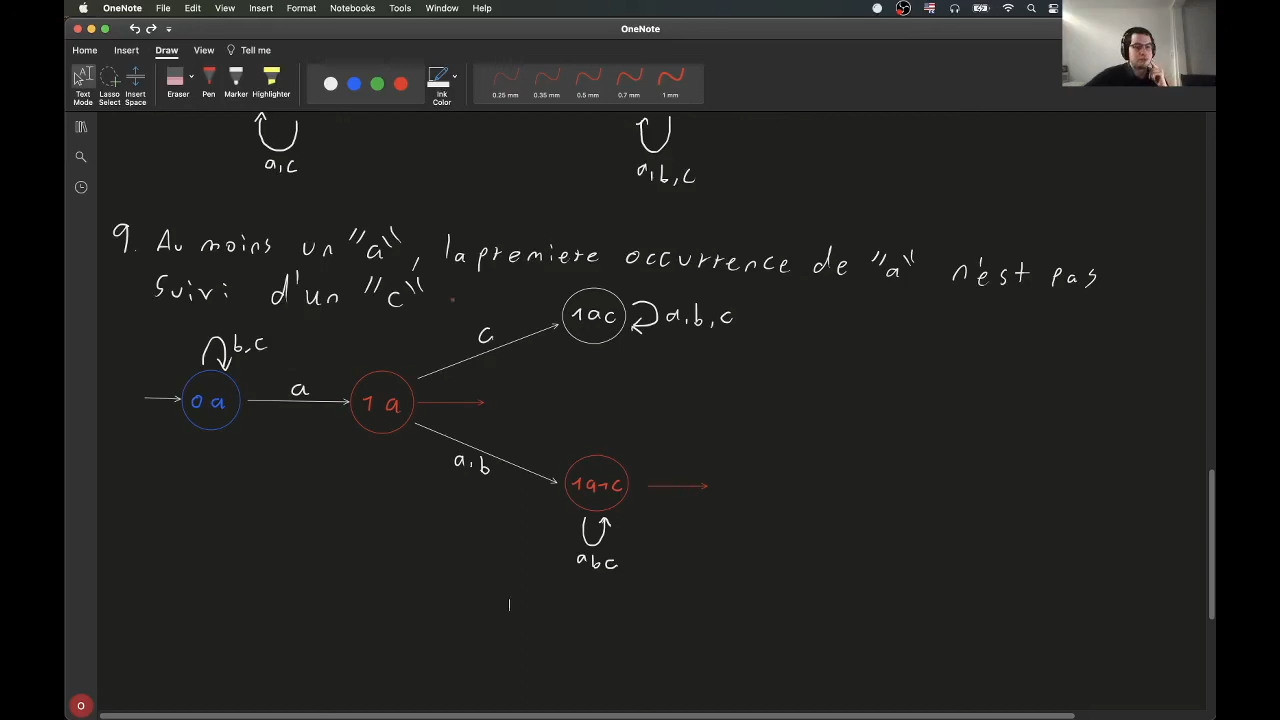 OneNote File Edit View Insert Format Notebooks Tools Window Help
OneNote
Home Insert Draw View Tell me
Text Mode
Lasso Select
Insert Space
Eraser
Pen
Marker
Highlighter
Ink Color
0.25 mm 0.35 mm 0.5 mm 0.7 mm 1 mm
a,c
a,b,c
9. Au moins un "a", la premiere occurrence de "a" n'est pas
Suivi d'un "c"
b,c
0a
a
1a
c
1ac
a,b,c
a,b
1a¬c
abc
O